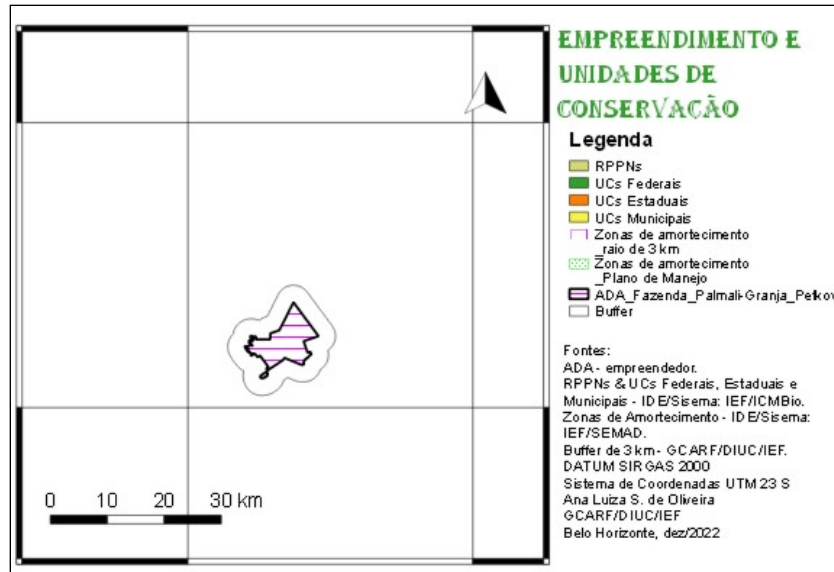 EMPREENDIMENTO E
UNIDADES DE
CONSERVAÇÃO
Legenda
RPPNs
UCs Federais
UCs Estaduais
UCs Municipais
Zonas de amortecimento
_raio de 3 km
Zonas de amortecimento
_Plano de Manejo
ADA_Fazenda_Palmali-Granja_Petkov
Buffer
Fontes:
ADA - empreendedor.
RPPNs & UCs Federais, Estaduais e
Municipais - IDE/Sisema: IEF/ICMBio.
Zonas de Amortecimento - IDE/Sisema:
IEF/SEMAD.
Buffer de 3 km - GCARF/DIUC/IEF.
DATUM SIRGAS 2000
Sistema de Coordenadas UTM 23 S
Ana Luiza S. de Oliveira
GCARF/DIUC/IEF
Belo Horizonte, dez/2022
0 10 20 30 km